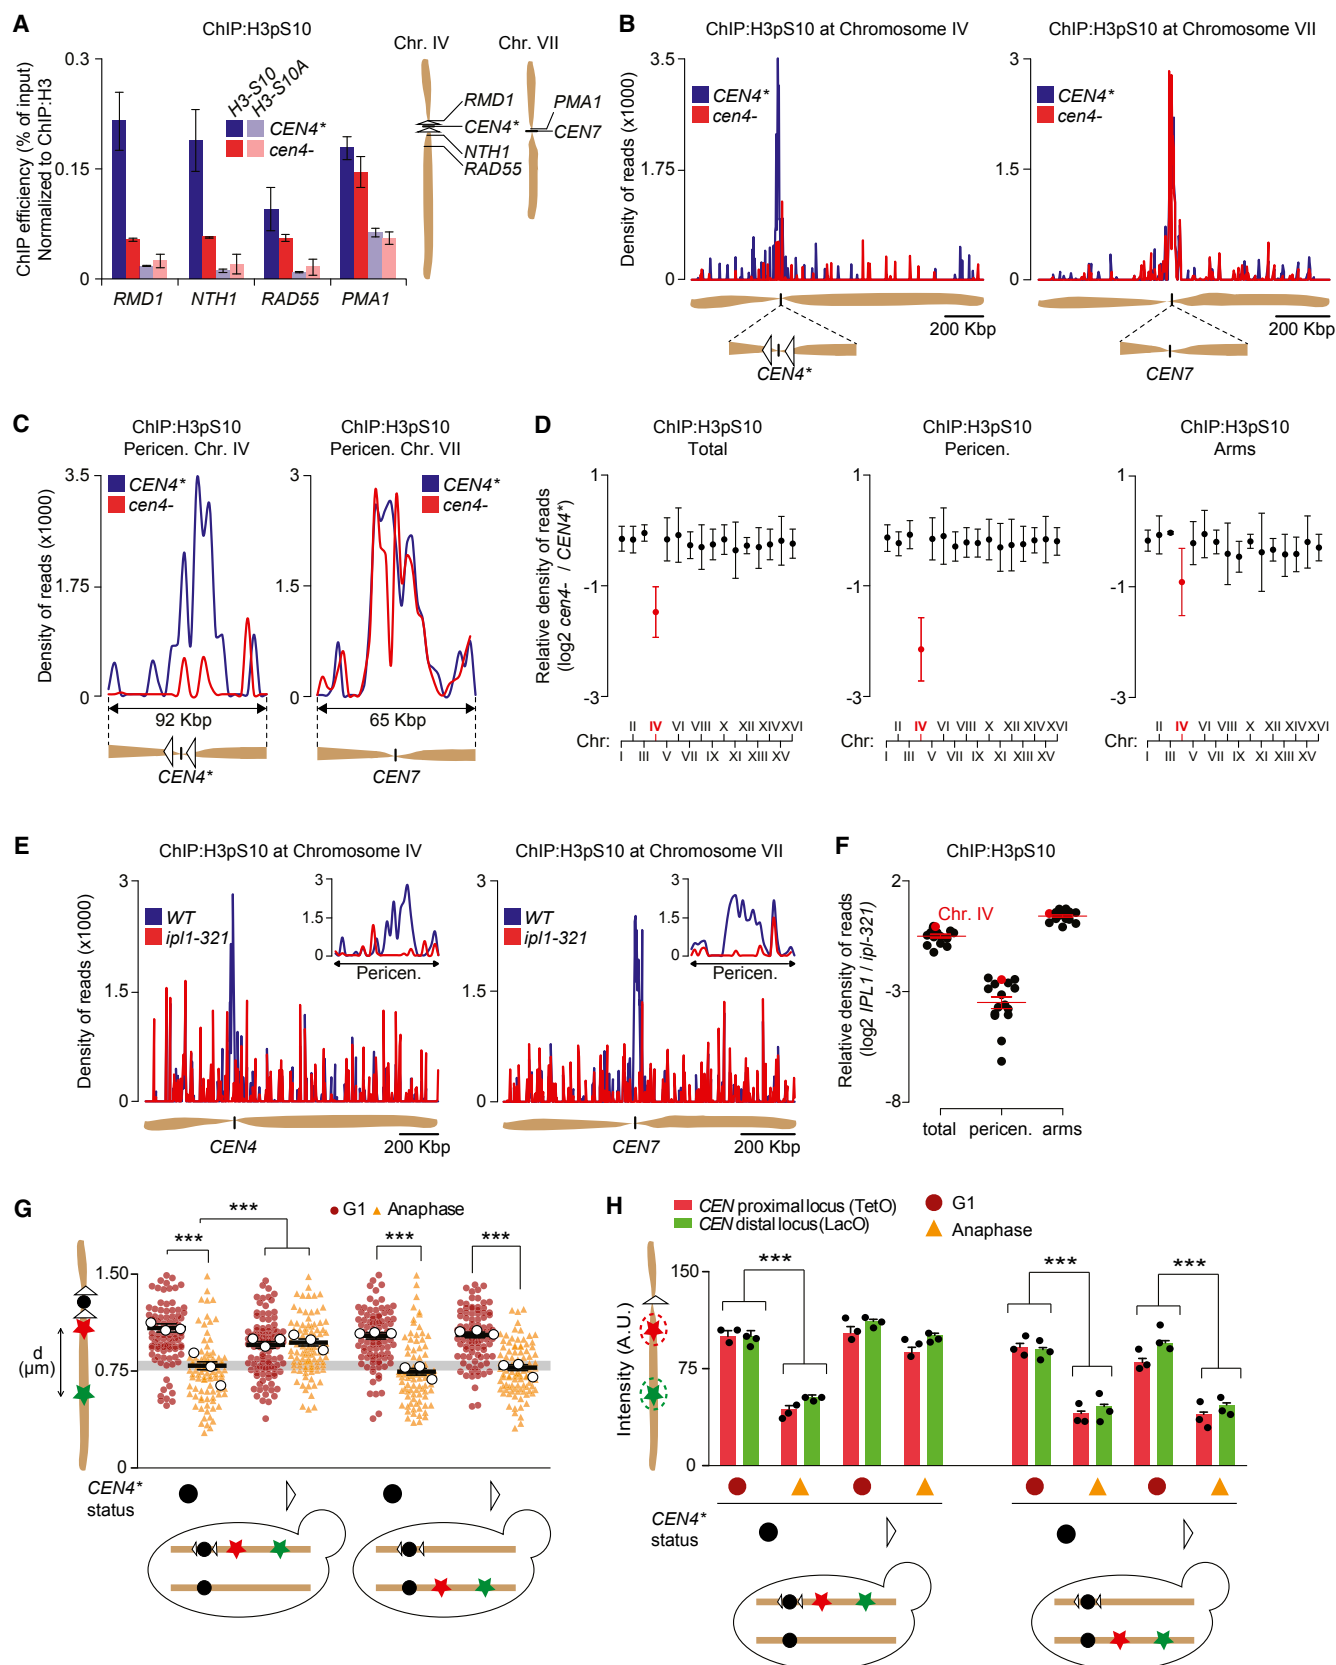 A
ChIP:H3pS10
ChIP efficiency (% of input)
Normalized to ChIP:H3
0.3
0.15
0
H3-S10
H3-S10A
CEN4*
cen4-
RMD1
NTH1
RAD55
PMA1
Chr. IV
Chr. VII
RMD1
CEN4*
NTH1
RAD55
PMA1
CEN7
B
ChIP:H3pS10 at Chromosome IV
ChIP:H3pS10 at Chromosome VII
Density of reads (x1000)
3.5
1.75
0
CEN4*
cen4-
200 Kbp
CEN4*
3
1.5
0
CEN4*
cen4-
200 Kbp
CEN7
C
ChIP:H3pS10
Pericen. Chr. IV
ChIP:H3pS10
Pericen. Chr. VII
Density of reads (x1000)
3.5
1.75
0
CEN4*
cen4-
92 Kbp
CEN4*
3
1.5
0
CEN4*
cen4-
65 Kbp
CEN7
D
ChIP:H3pS10
Total
ChIP:H3pS10
Pericen.
ChIP:H3pS10
Arms
Relative density of reads
(log2 cen4- / CEN4*)
1
-1
-3
1
-1
-3
1
-1
-3
Chr:
II IV VI VIII X XII XIV XVI
I III V VII IX XI XIII XV
Chr:
II IV VI VIII X XII XIV XVI
I III V VII IX XI XIII XV
Chr:
II IV VI VIII X XII XIV XVI
I III V VII IX XI XIII XV
E
ChIP:H3pS10 at Chromosome IV
ChIP:H3pS10 at Chromosome VII
Density of reads (x1000)
3
1.5
0
WT
ipl1-321
3
1.5
0
Pericen.
CEN4
200 Kbp
3
1.5
0
WT
ipl1-321
3
1.5
0
Pericen.
CEN7
200 Kbp
F
ChIP:H3pS10
Relative density of reads
(log2 IPL1 / ipl-321)
2
-3
-8
Chr. IV
total pericen. arms
G
G1 Anaphase
***
***
***
***
1.50
0.75
0
d
(µm)
CEN4*
status
H
CEN proximal locus (TetO)
CEN distal locus (LacO)
G1
Anaphase
Intensity (A.U.)
150
75
0
***
***
***
CEN4*
status